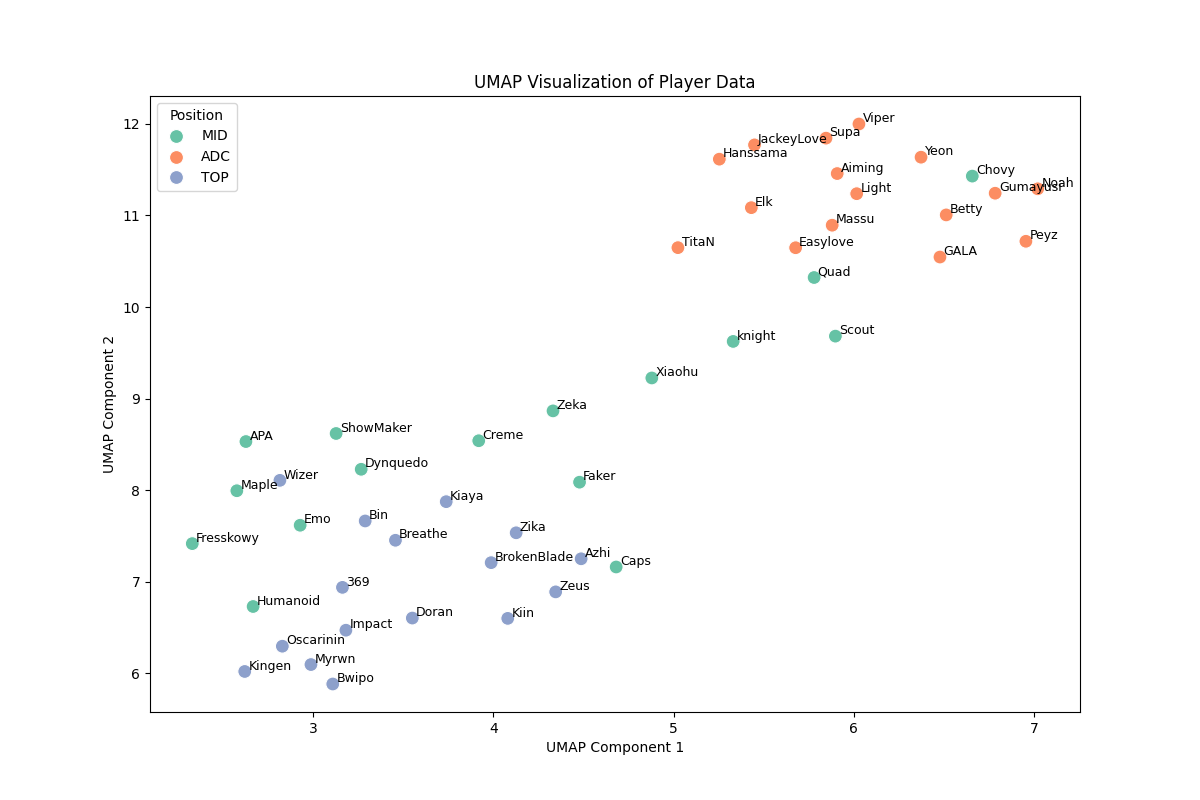 UMAP Visualization of Player Data
Position
MID
ADC
TOP
Viper
Supa
JackeyLove
Hanssama
Yeon
Aiming
Chovy
Light
Gumayusi
Noah
Elk
Betty
Massu
TitaN
Easylove
Peyz
GALA
Quad
knight
Scout
Xiaohu
Zeka
APA
ShowMaker
Creme
Dynquedo
Wizer
Maple
Faker
Kiaya
Emo
Bin
Breathe
Zika
Fresskowy
BrokenBlade
Azhi
Caps
369
Zeus
Humanoid
Impact
Doran
Kiin
Oscarinin
Myrwn
Kingen
Bwipo
12
11
10
9
8
7
6
UMAP Component 2
3
4
5
6
7
UMAP Component 1